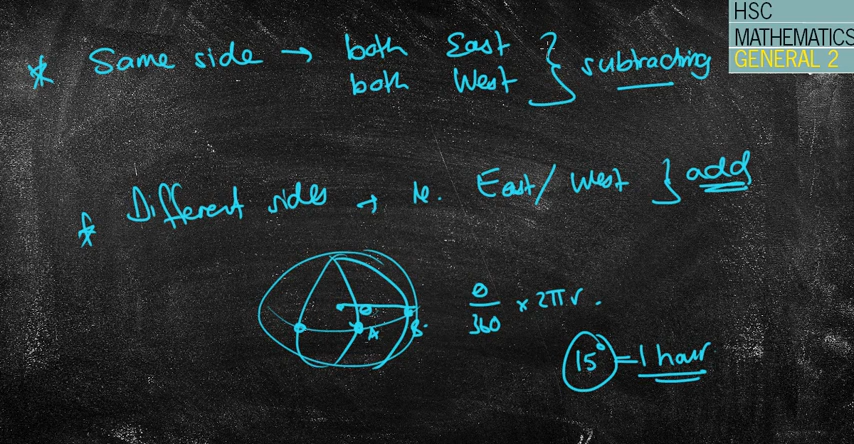 HSC
MATHEMATICS
GENERAL 2
* Same side → both East } subtracting
both West
* Different sides → ie. East/West } add
θ
A B.
θ/360 × 2πr.
15° = 1 hour